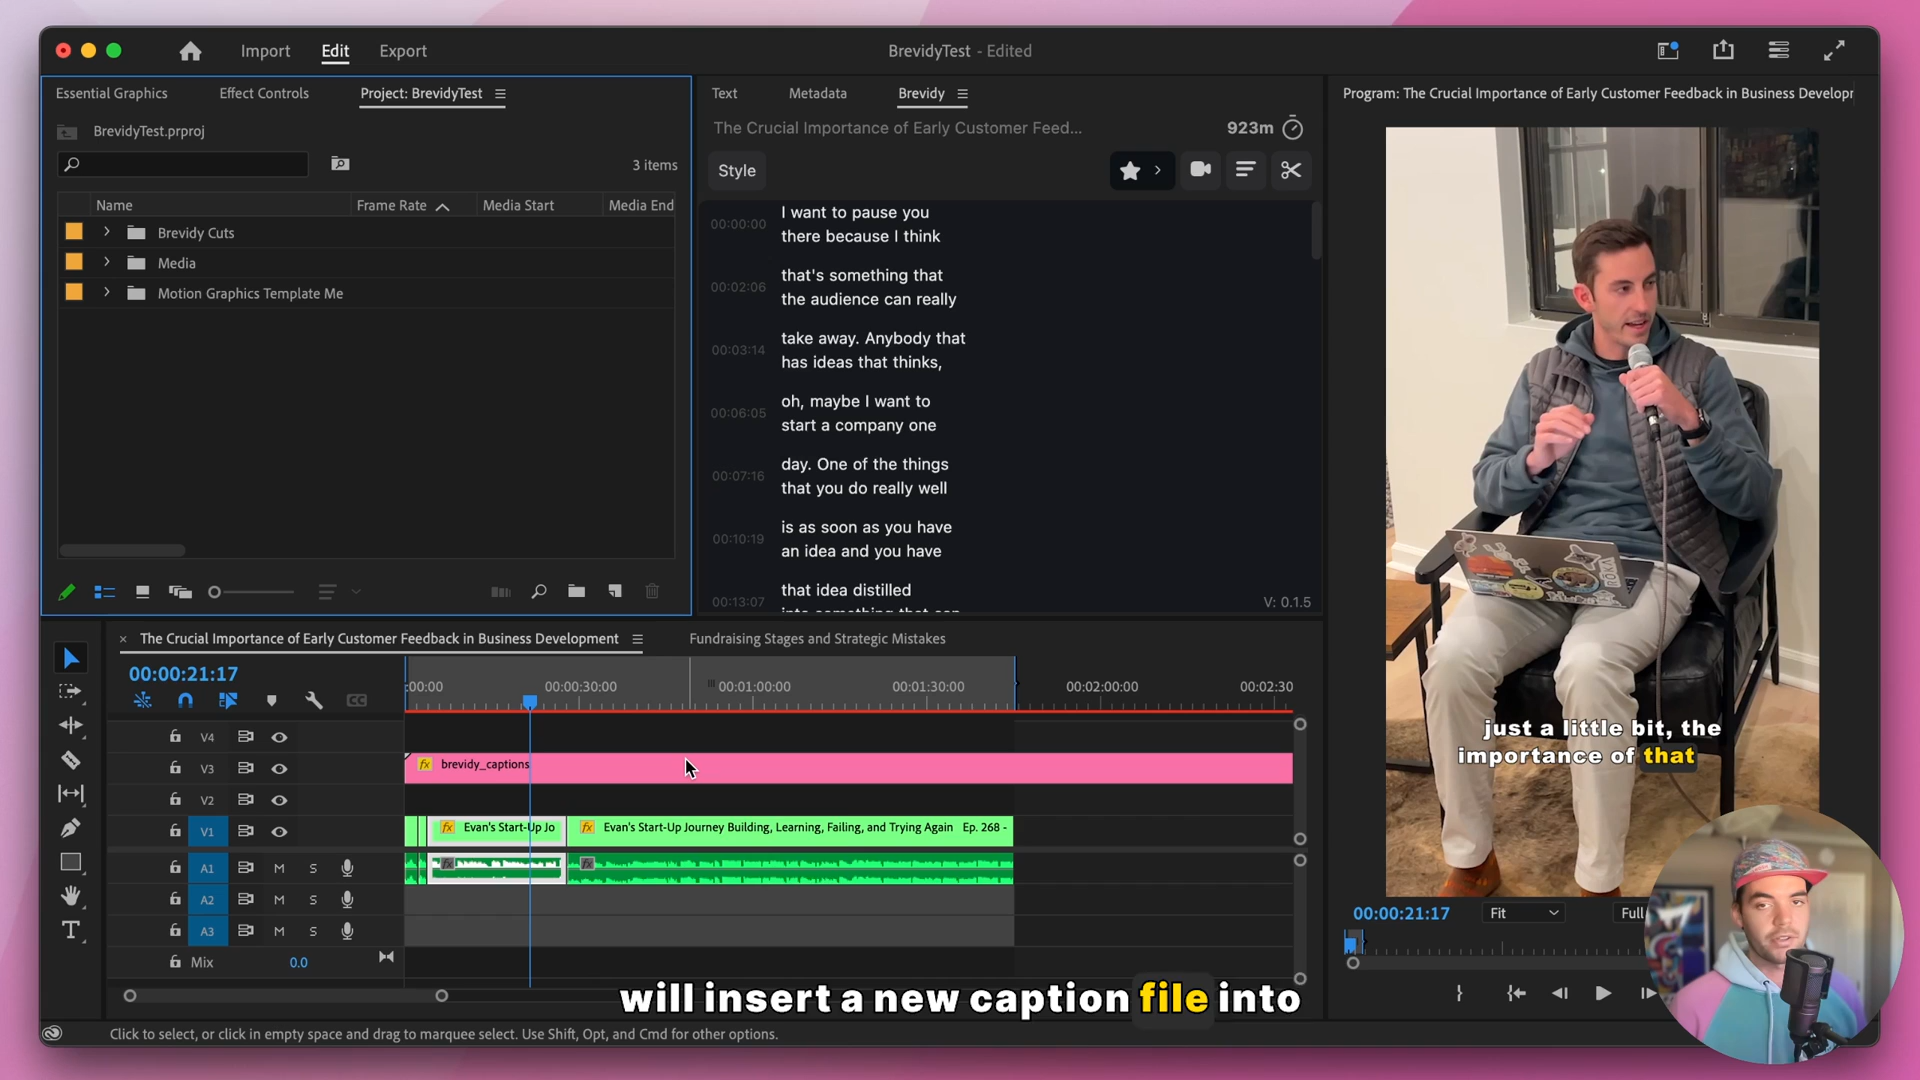 Import
Edit
Export
BrevidyTest - Edited
Essential Graphics
Effect Controls
Project: BrevidyTest
BrevidyTest.prproj
3 items
Name
Frame Rate
Media Start
Media End
Brevidy Cuts
Media
Motion Graphics Template Me
Text
Metadata
Brevidy
The Crucial Importance of Early Customer Feed...
923m
Style
00:00:00
I want to pause you
there because I think
00:02:06
that's something that
the audience can really
00:03:14
take away. Anybody that
has ideas that thinks,
00:06:05
oh, maybe I want to
start a company one
00:07:16
day. One of the things
that you do really well
00:10:19
is as soon as you have
an idea and you have
00:13:07
that idea distilled
into something that can
V: 0.1.5
Program: The Crucial Importance of Early Customer Feedback in Business Developr
just a little bit, the
importance of that
00:00:21:17
Fit
Full
The Crucial Importance of Early Customer Feedback in Business Development
Fundraising Stages and Strategic Mistakes
00:00:21:17
:00:00
00:00:30:00
00:01:00:00
00:01:30:00
00:02:00:00
00:02:30
V4
V3
fx brevidy_captions
V2
V1
fx Evan's Start-Up Jo
fx Evan's Start-Up Journey Building, Learning, Failing, and Trying Again Ep. 268 -
A1 M S
fx
fx
A2 M S
A3 M S
Mix 0.0
will insert a new caption file into
Click to select, or click in empty space and drag to marquee select. Use Shift, Opt, and Cmd for other options.